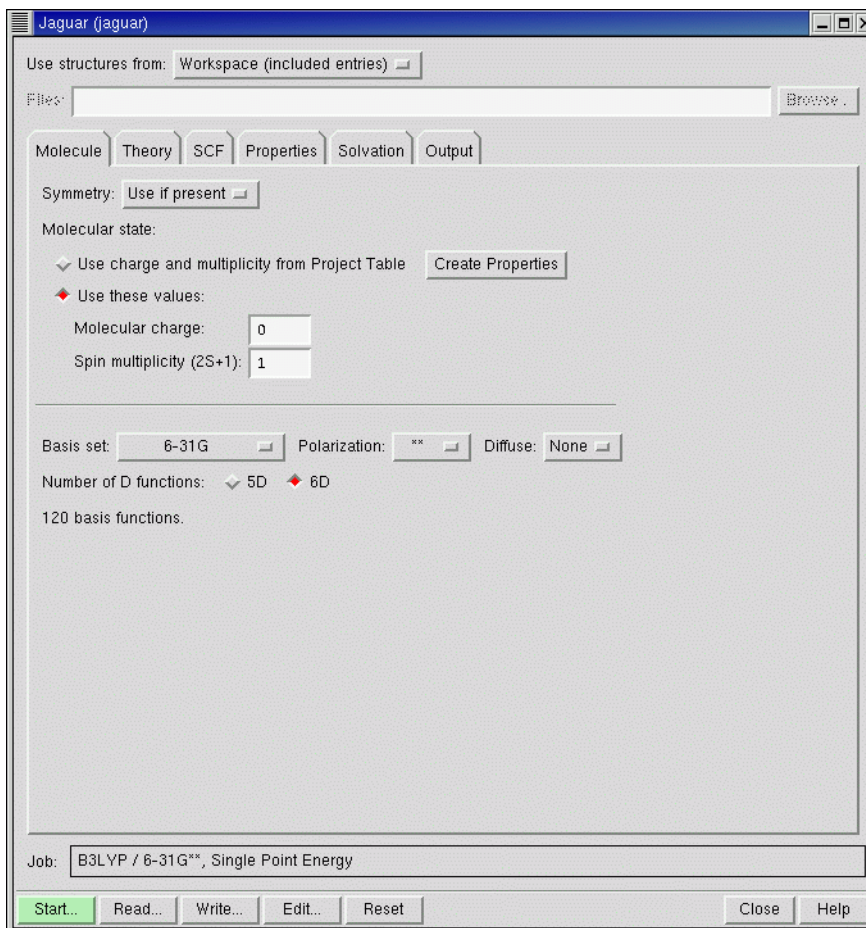 Jaguar (jaguar)
Use structures from: Workspace (included entries)
Files: Browse...
Molecule Theory SCF Properties Solvation Output
Symmetry: Use if present
Molecular state:
Use charge and multiplicity from Project Table Create Properties
Use these values:
Molecular charge: 0
Spin multiplicity (2S+1): 1
Basis set: 6-31G Polarization: ** Diffuse: None
Number of D functions: 5D 6D
120 basis functions.
Job: B3LYP / 6-31G**, Single Point Energy
Start... Read... Write... Edit... Reset Close Help